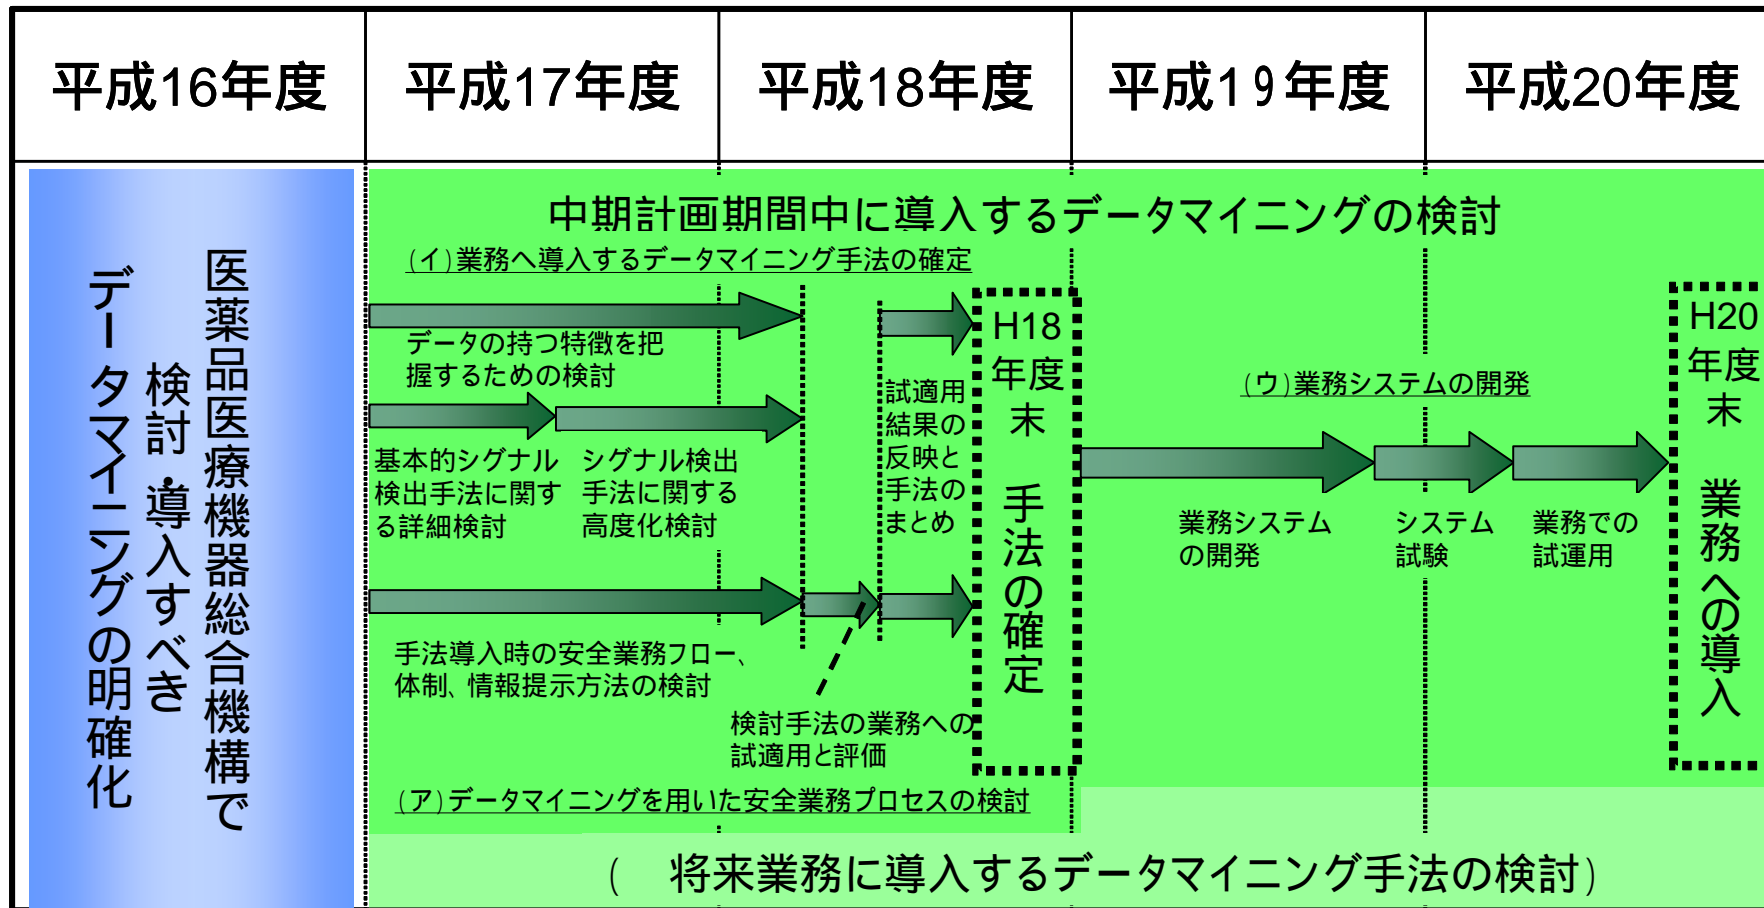 平成16年度
平成17年度
平成18年度
平成19年度
平成20年度
医薬品医療機器総合機構で
検討・導入すべき
データマイニングの明確化
中期計画期間中に導入するデータマイニングの検討
(イ)業務へ導入するデータマイニング手法の確定
データの持つ特徴を把
握するための検討
基本的シグナル
検出手法に関す
る詳細検討
シグナル検出
手法に関する
高度化検討
試適用
結果の
反映と
手法の
まとめ
手法導入時の安全業務フロー、
体制、情報提示方法の検討
検討手法の業務への
試適用と評価
(ア)データマイニングを用いた安全業務プロセスの検討
H18
年度
末
手法の確定
(ウ)業務システムの開発
業務システム
の開発
システム
試験
業務での
試運用
H20
年度
末
業務への導入
( 将来業務に導入するデータマイニング手法の検討)